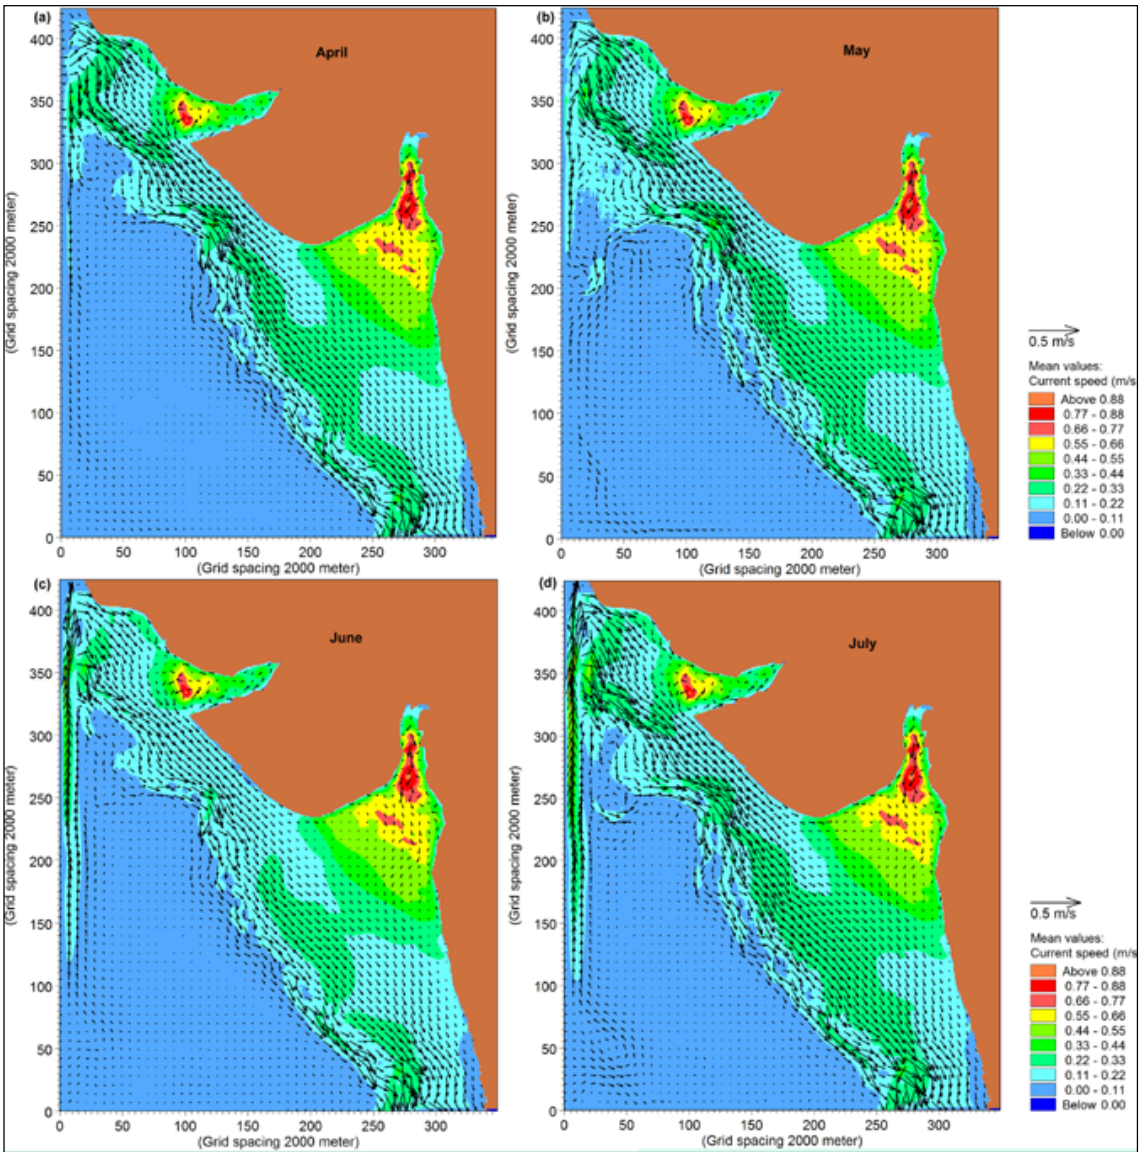 (a)
April
400
350
300
250
200
150
100
50
0
(Grid spacing 2000 meter)
0 50 100 150 200 250 300
(Grid spacing 2000 meter)
(b)
May
400
350
300
250
200
150
100
50
0
(Grid spacing 2000 meter)
0 50 100 150 200 250 300
(Grid spacing 2000 meter)
0.5 m/s
Mean values:
Current speed (m/s
Above 0.88
0.77 - 0.88
0.66 - 0.77
0.55 - 0.66
0.44 - 0.55
0.33 - 0.44
0.22 - 0.33
0.11 - 0.22
0.00 - 0.11
Below 0.00
(c)
June
400
350
300
250
200
150
100
50
0
(Grid spacing 2000 meter)
0 50 100 150 200 250 300
(Grid spacing 2000 meter)
(d)
July
400
350
300
250
200
150
100
50
0
(Grid spacing 2000 meter)
0 50 100 150 200 250 300
(Grid spacing 2000 meter)
0.5 m/s
Mean values:
Current speed (m/s
Above 0.88
0.77 - 0.88
0.66 - 0.77
0.55 - 0.66
0.44 - 0.55
0.33 - 0.44
0.22 - 0.33
0.11 - 0.22
0.00 - 0.11
Below 0.00